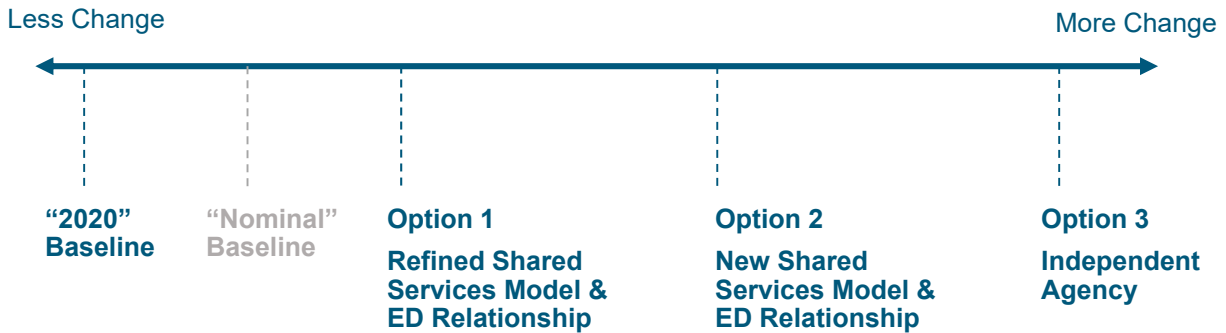 Less Change
More Change
“2020”
Baseline
“Nominal”
Baseline
Option 1
Refined Shared
Services Model &
ED Relationship
Option 2
New Shared
Services Model &
ED Relationship
Option 3
Independent
Agency